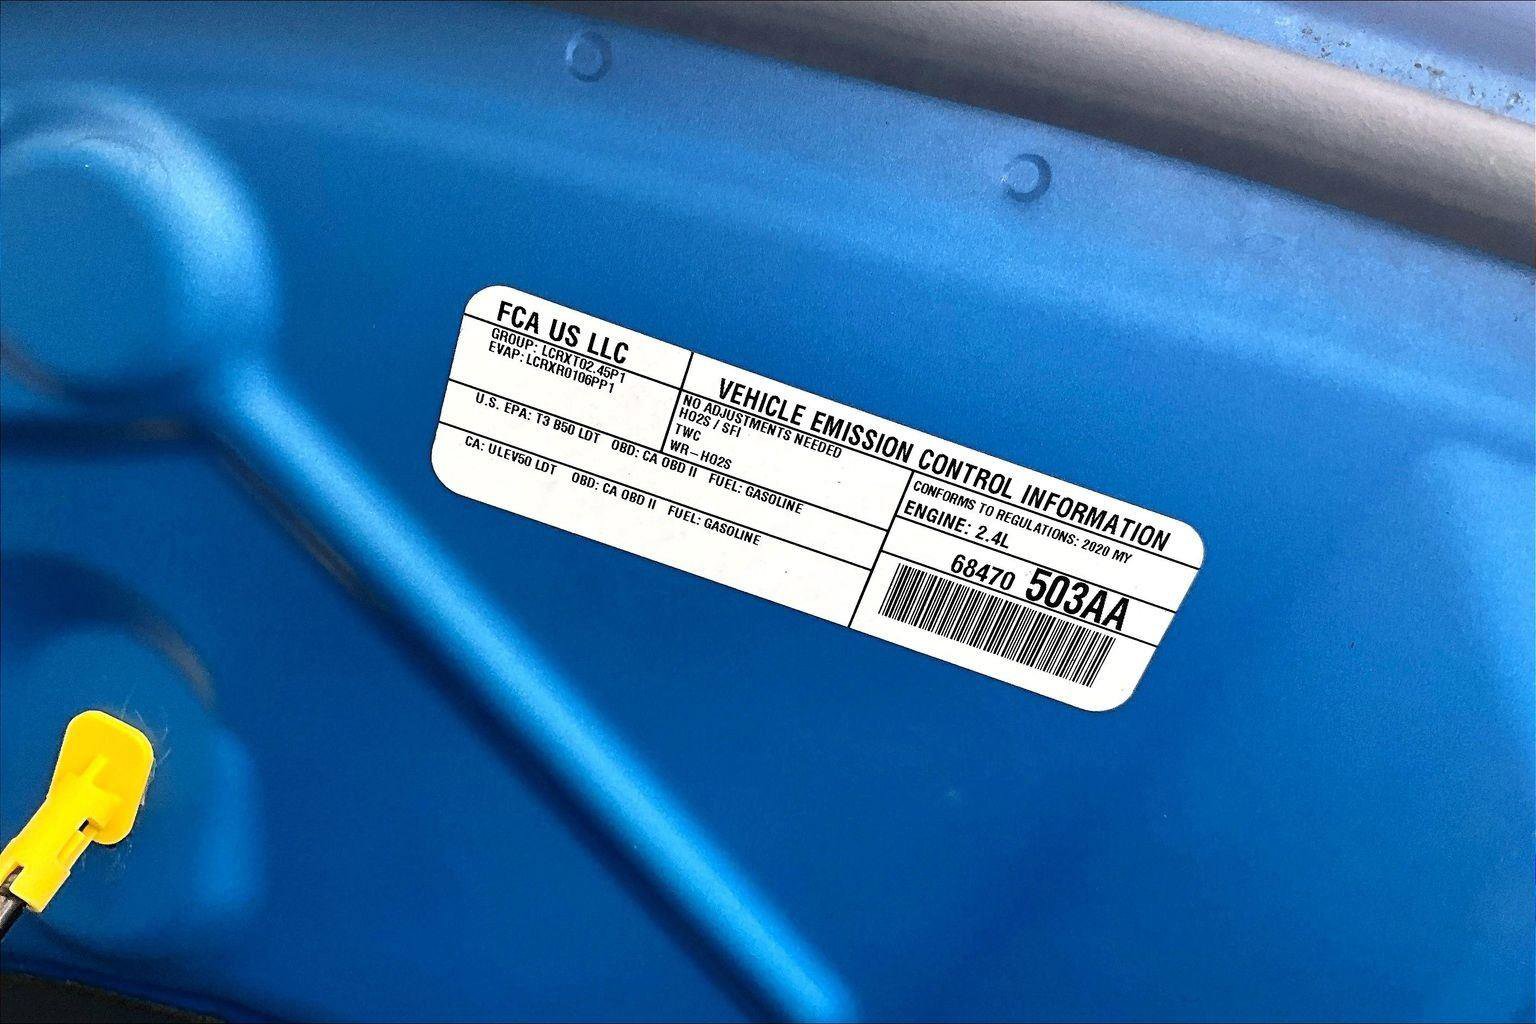 FCA US LLC
GROUP: LCRXT02.45P1
EVAP: LCRXR0106PP1
VEHICLE EMISSION CONTROL INFORMATION
NO ADJUSTMENTS NEEDED
HO2S / SFI
TWC
WR-HO2S
CONFORMS TO REGULATIONS: 2020 MY
U.S. EPA: T3 B50 LDT OBD: CA OBD II FUEL: GASOLINE
CA: ULEV50 LDT OBD: CA OBD II FUEL: GASOLINE
ENGINE: 2.4L
68470 503AA